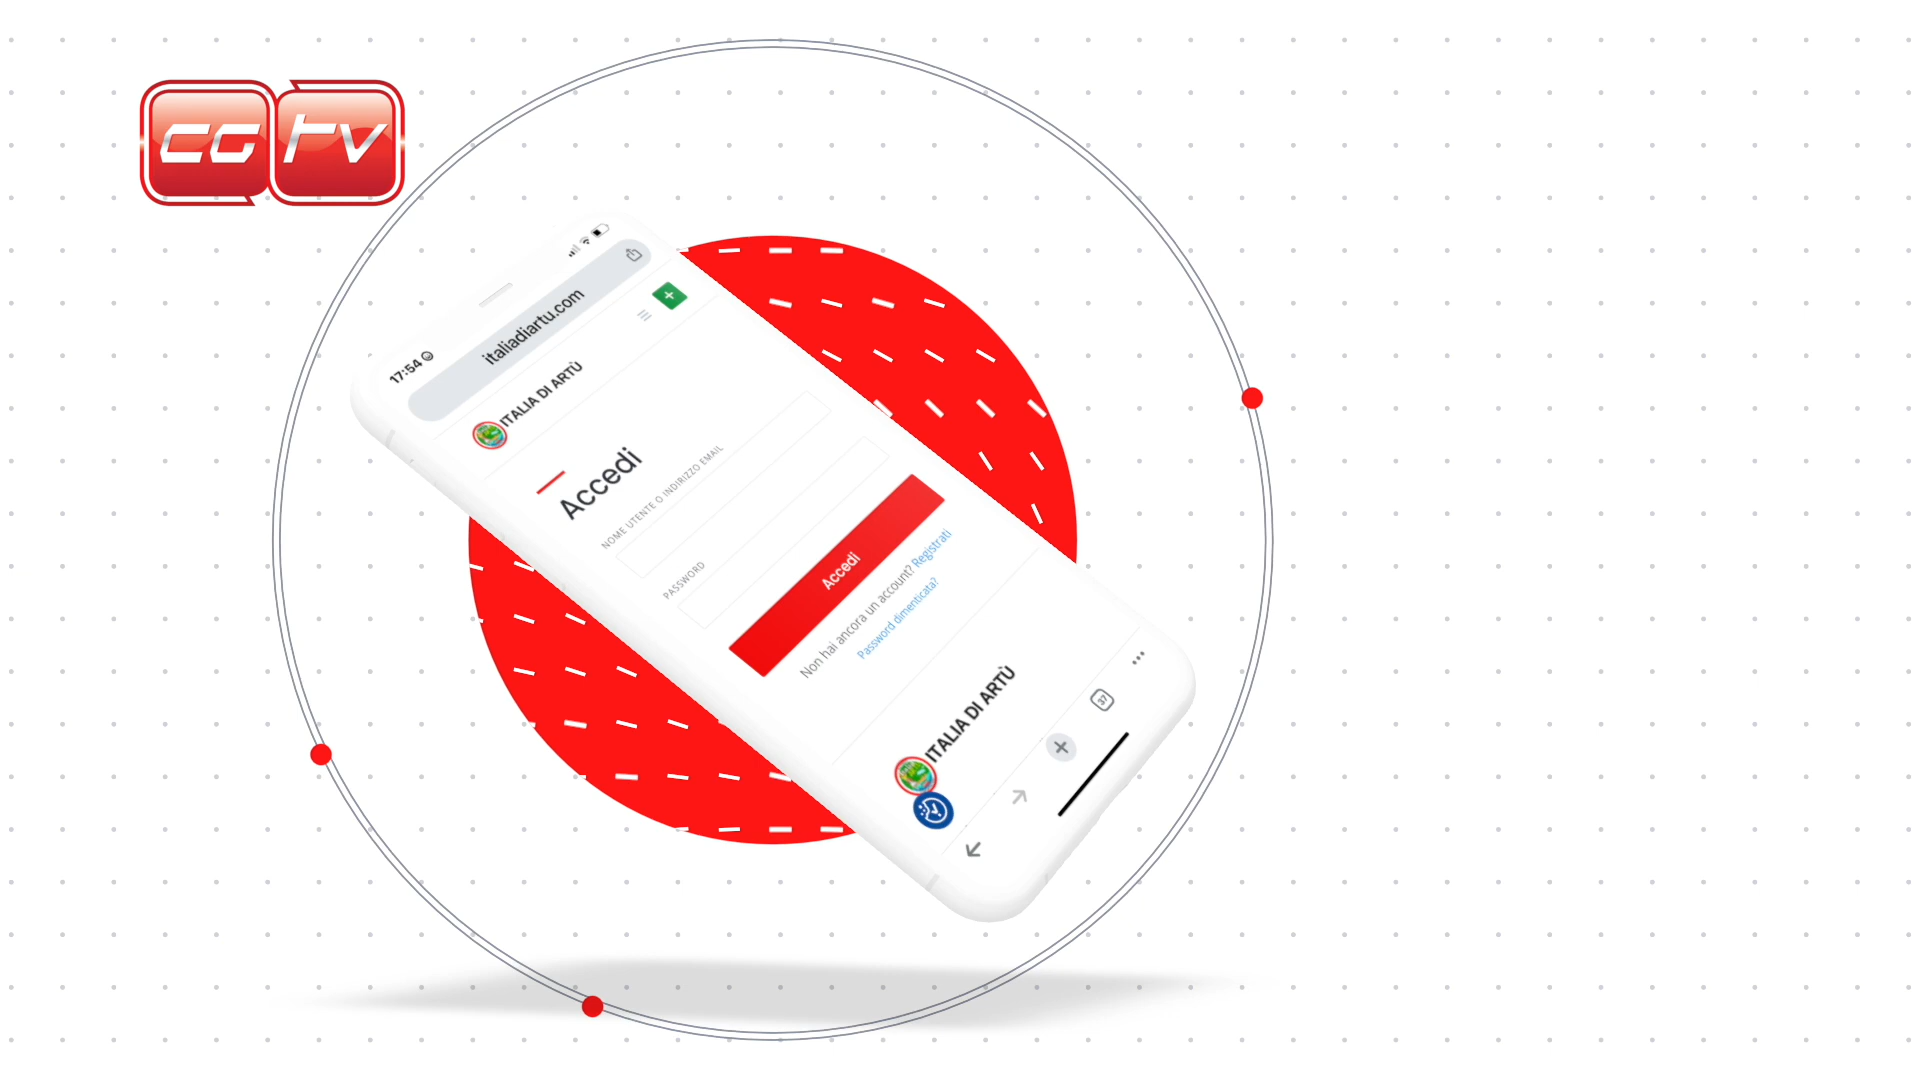 CG TV
17:54
italiadiartu.com
ITALIA DI ARTÙ
Accedi
NOME UTENTE O INDIRIZZO EMAIL
PASSWORD
Accedi
Non hai ancora un account? Registrati
Password dimenticata?
ITALIA DI ARTÙ
37